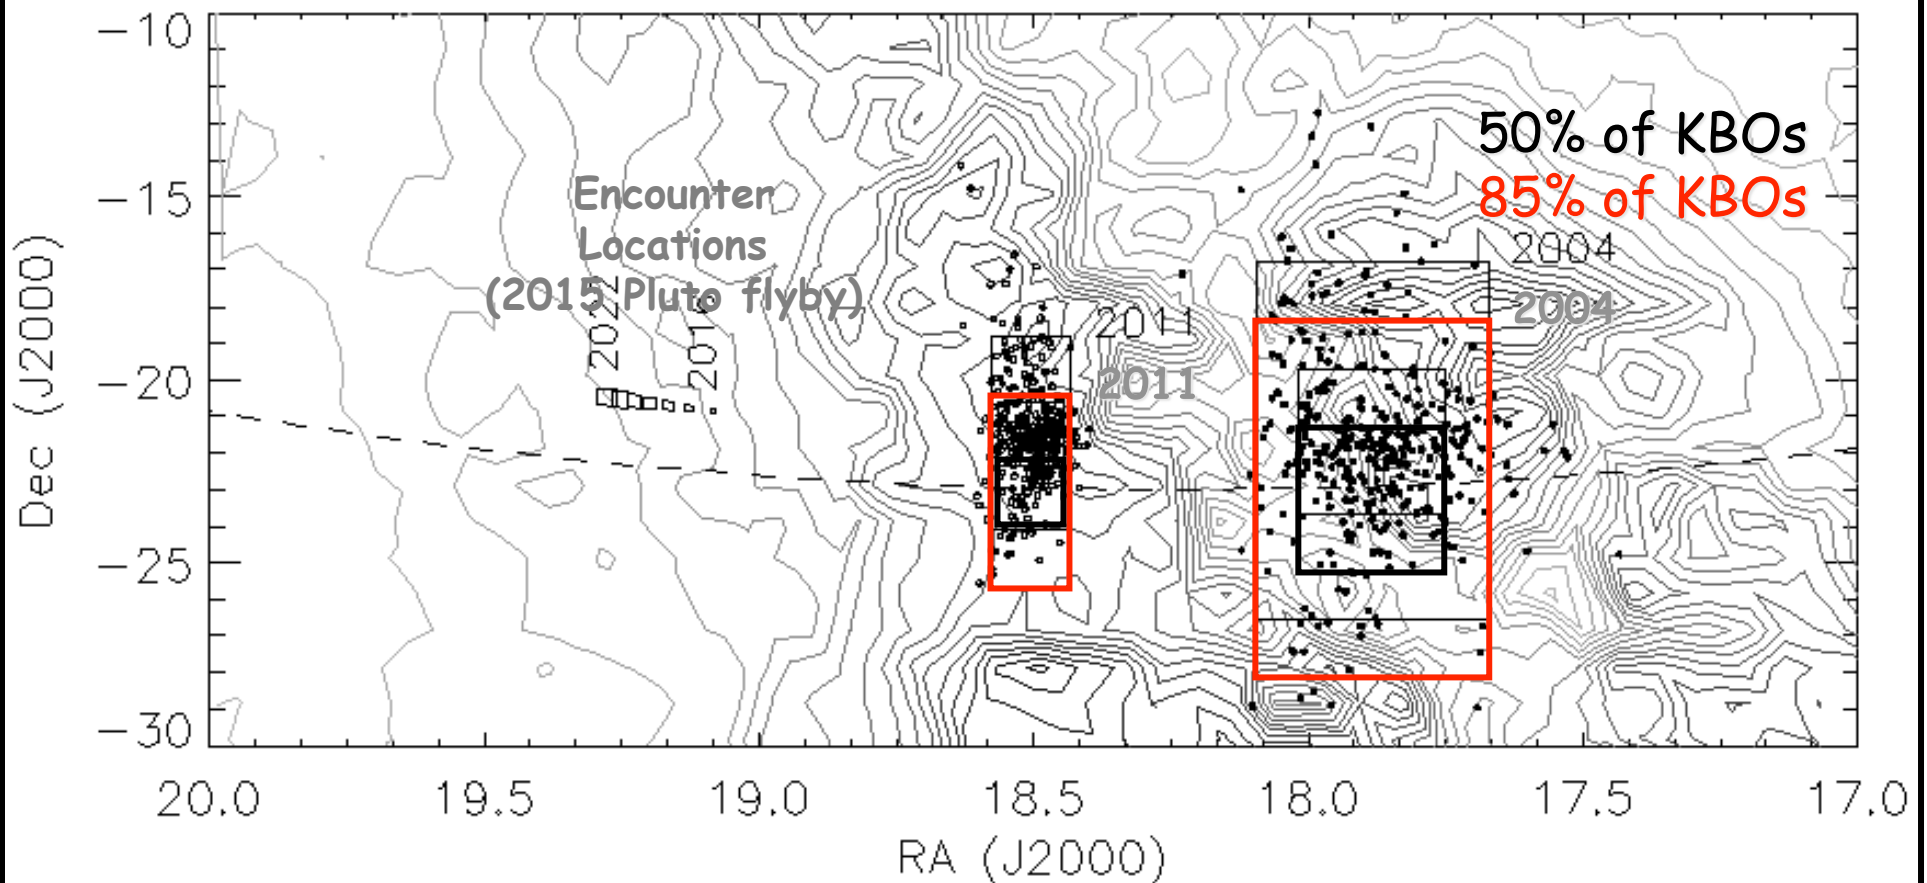 -10
50% of KBOs
85% of KBOs
-15
Encounter
Locations
(2015 Pluto flyby)
2004
2004
2022
2016
2011
2011
-20
-25
-30
Dec (J2000)
20.0 19.5 19.0 18.5 18.0 17.5 17.0
RA (J2000)